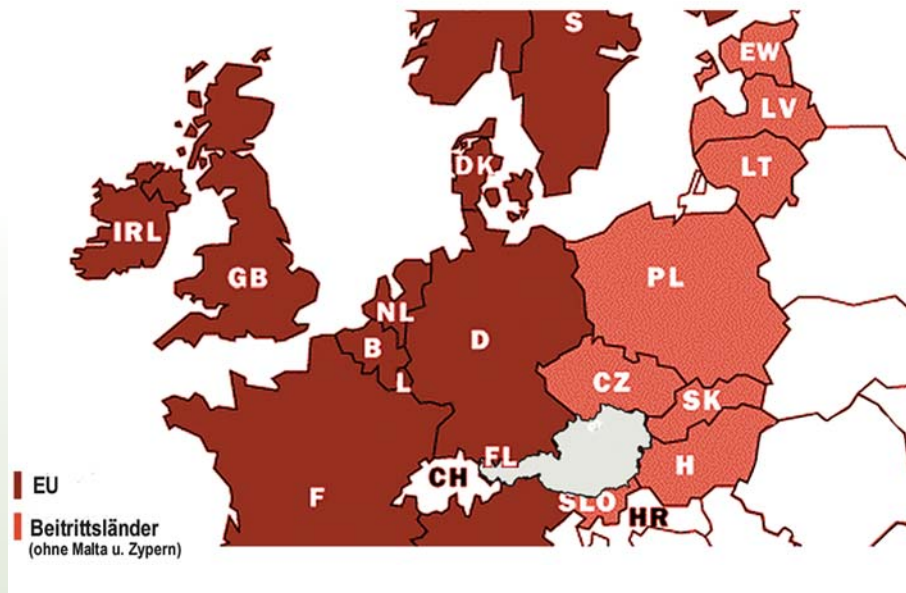 S
EW
LV
LT
DK
IRL
GB
PL
NL
B
D
L
CZ
SK
FL
CH
H
F
SLO
HR
EU
Beitrittsländer
(ohne Malta u. Zypern)